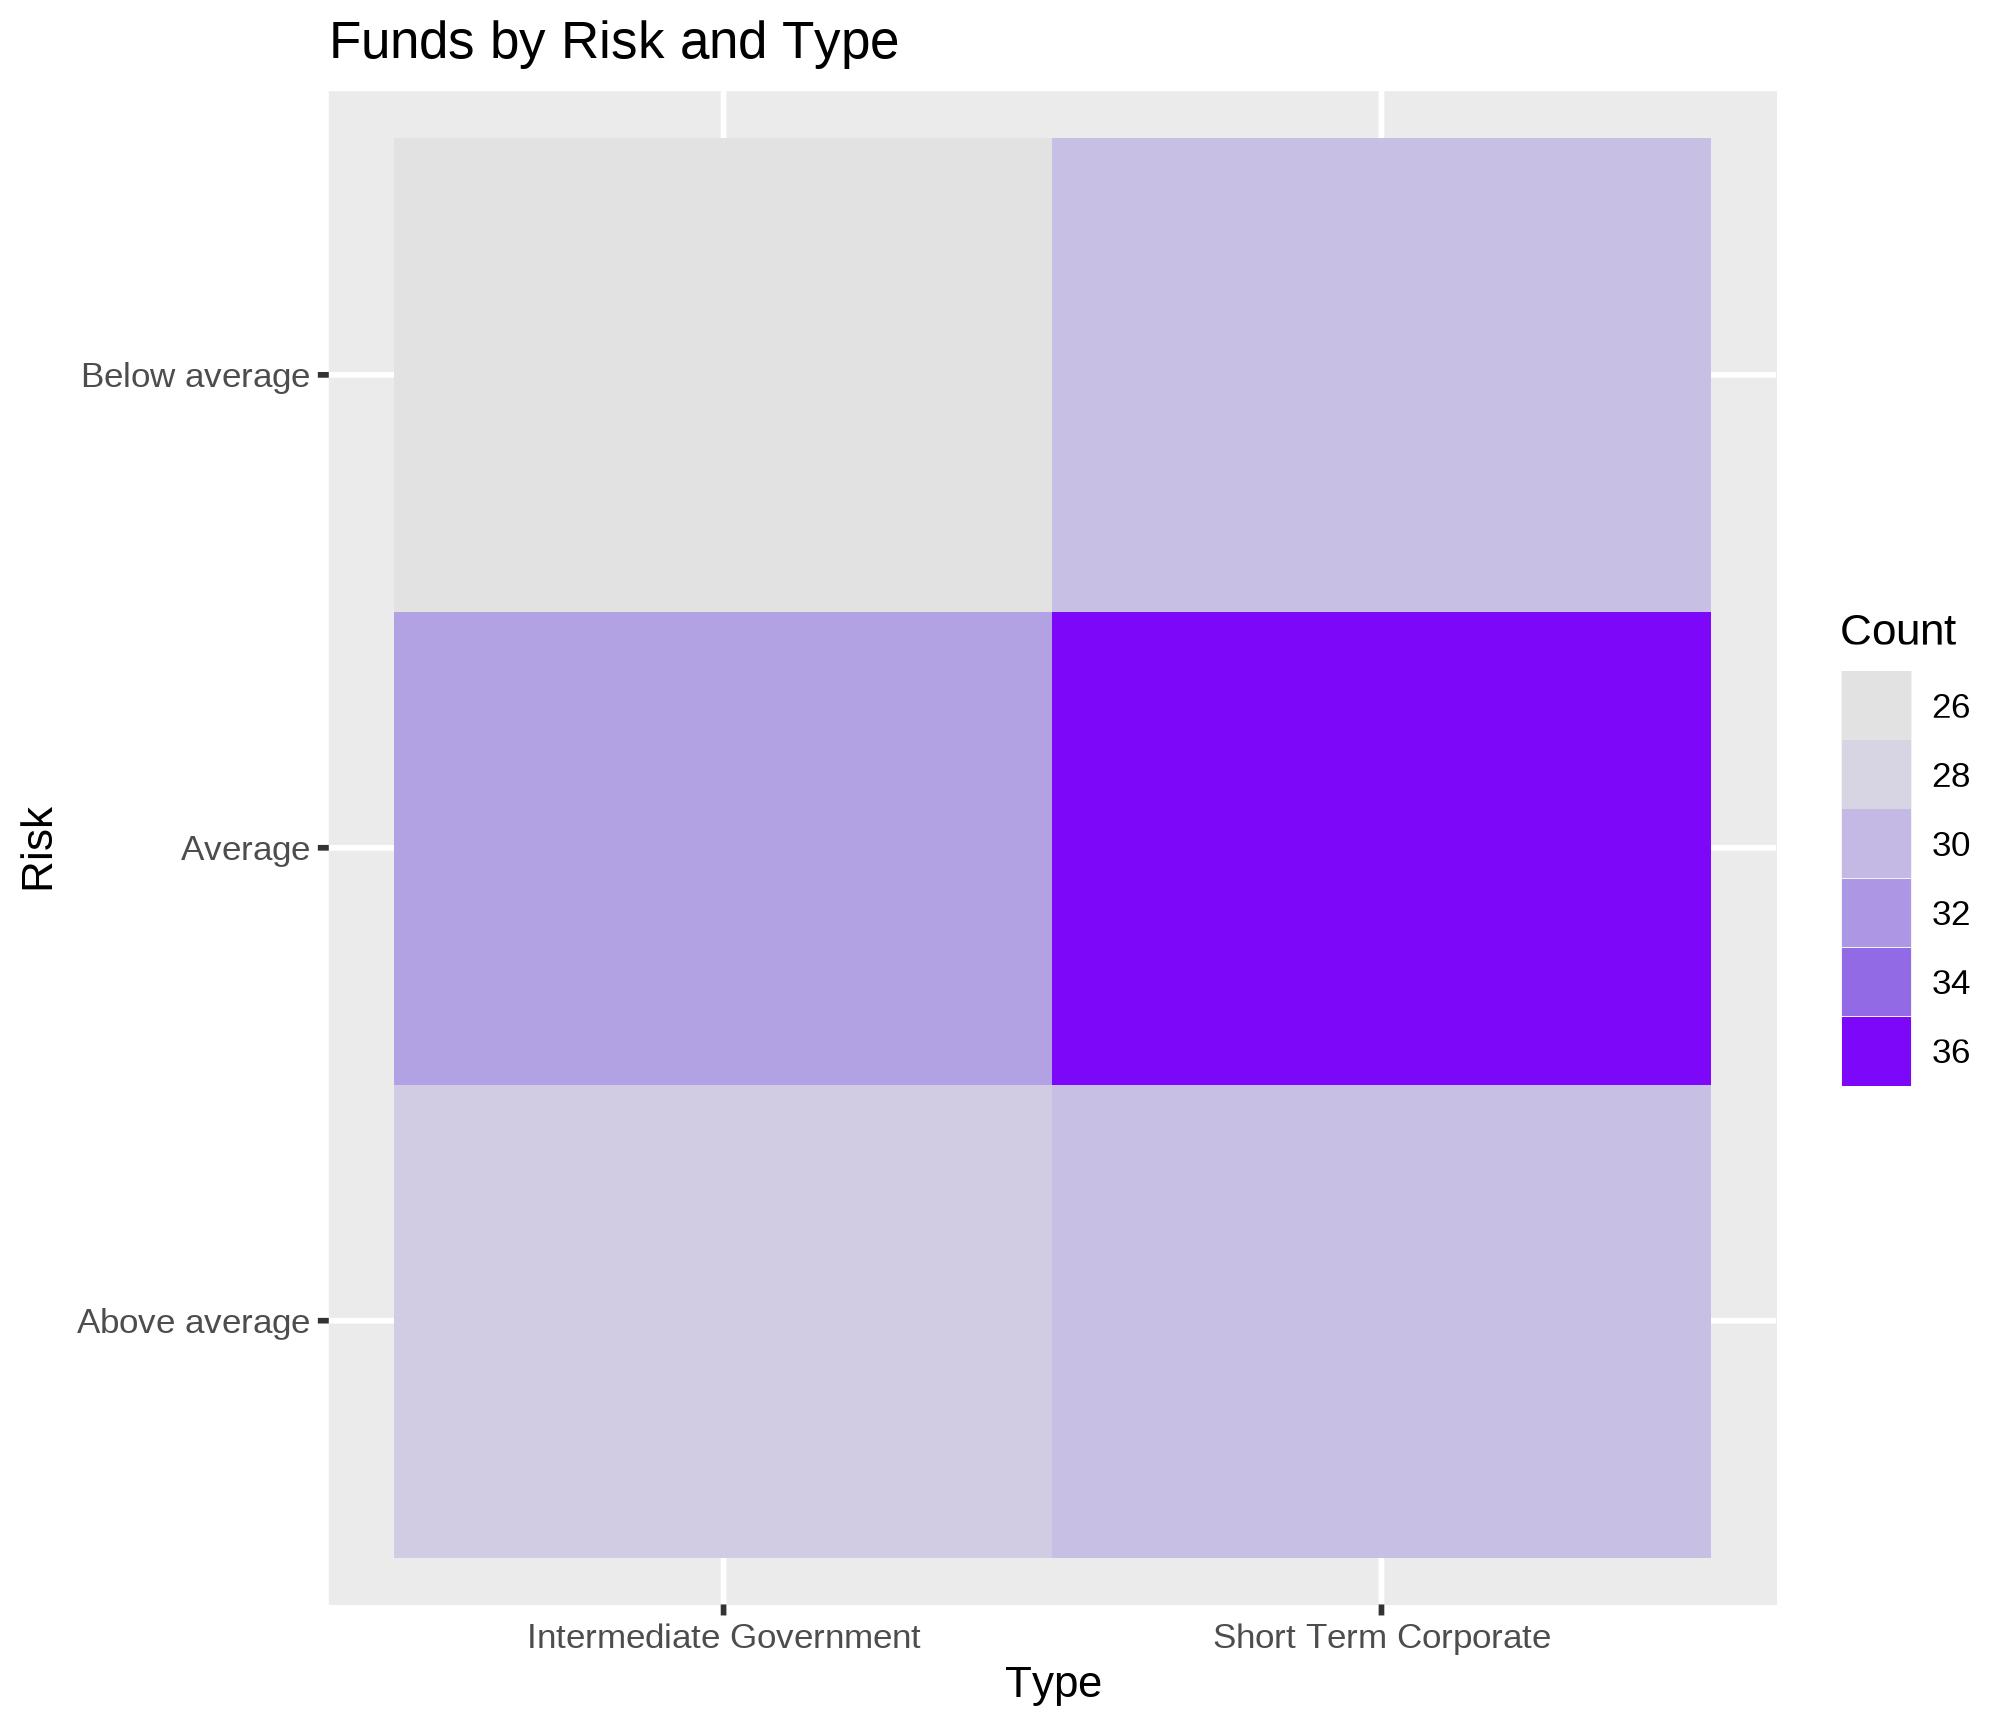 Funds by Risk and Type
Risk
Below average
Average
Above average
Intermediate Government
Short Term Corporate
Type
Count
26
28
30
32
34
36